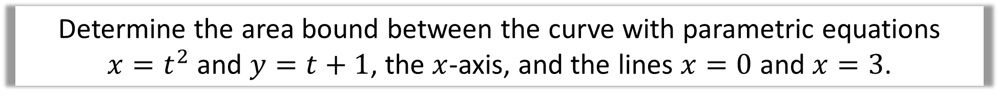 Determine the area bound between the curve with parametric equations
x = t² and y = t + 1, the x-axis, and the lines x = 0 and x = 3.